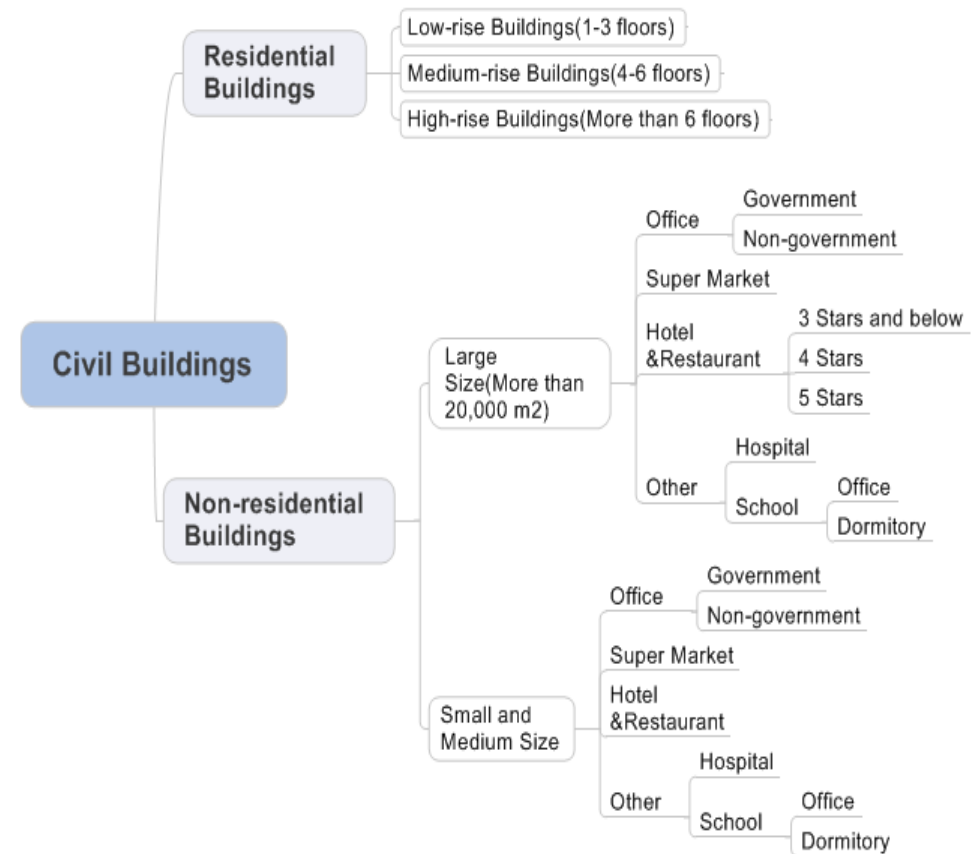 Residential
Buildings
Low-rise Buildings(1-3 floors)
Medium-rise Buildings(4-6 floors)
High-rise Buildings(More than 6 floors)
Civil Buildings
Non-residential
Buildings
Large
Size(More than
20,000 m2)
Office
Government
Non-government
Super Market
Hotel
&Restaurant
3 Stars and below
4 Stars
5 Stars
Other
Hospital
School
Office
Dormitory
Small and
Medium Size
Office
Government
Non-government
Super Market
Hotel
&Restaurant
Other
Hospital
School
Office
Dormitory